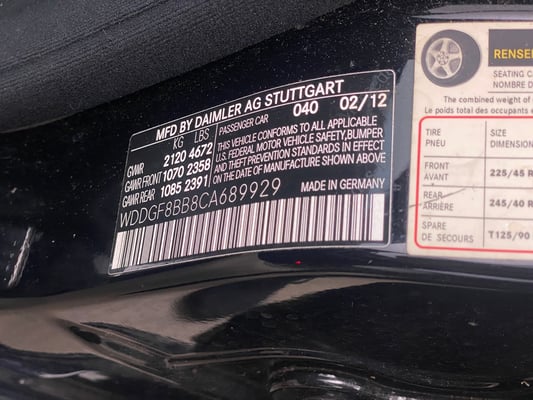 MFD BY DAIMLER AG STUTTGART
KG LBS PASSENGER CAR 040 02/12
GVWR 2120 4672
GAWR FRONT 1070 2358
GAWR REAR 1085 2391
THIS VEHICLE CONFORMS TO ALL APPLICABLE
U.S. FEDERAL MOTOR VEHICLE SAFETY, BUMPER
AND THEFT PREVENTION STANDARDS IN EFFECT
ON THE DATE OF MANUFACTURE SHOWN ABOVE
WDDGF8BB8CA689929 MADE IN GERMANY
RENSEI
SEATING CA
NOMBRE D
The combined weight of
Le poids total des occupants
TIRE SIZE
PNEU DIMENSION
FRONT
AVANT 225/45 R
REAR
ARRIÈRE 245/40 R
SPARE
DE SECOURS T125/90